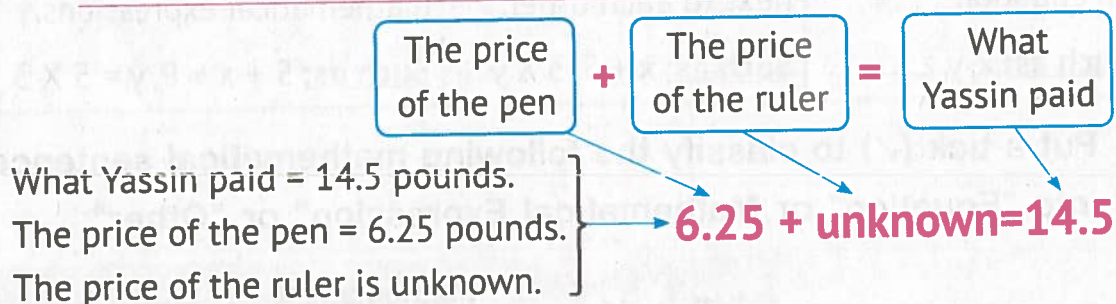 The price
of the pen
+
The price
of the ruler
=
What
Yassin paid
What Yassin paid = 14.5 pounds.
The price of the pen = 6.25 pounds.
The price of the ruler is unknown.
6.25 + unknown=14.5